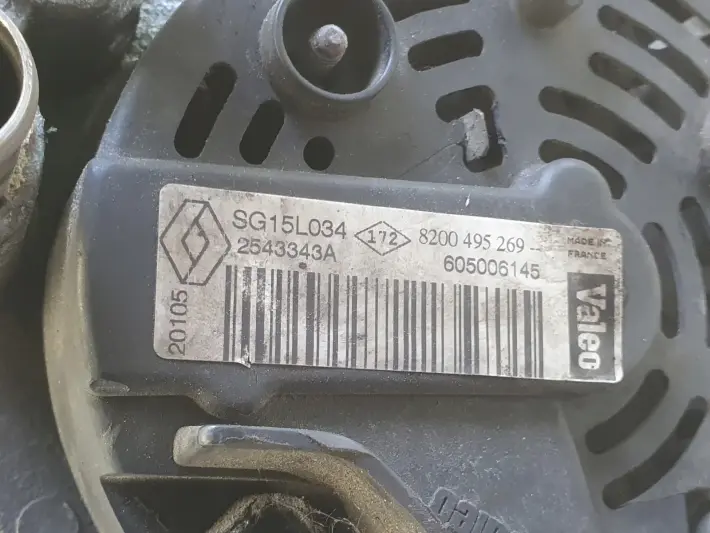 SG15L034 172 8200 495 269 --
2543343A 605006145
MADE IN
FRANCE
20105
Valeo